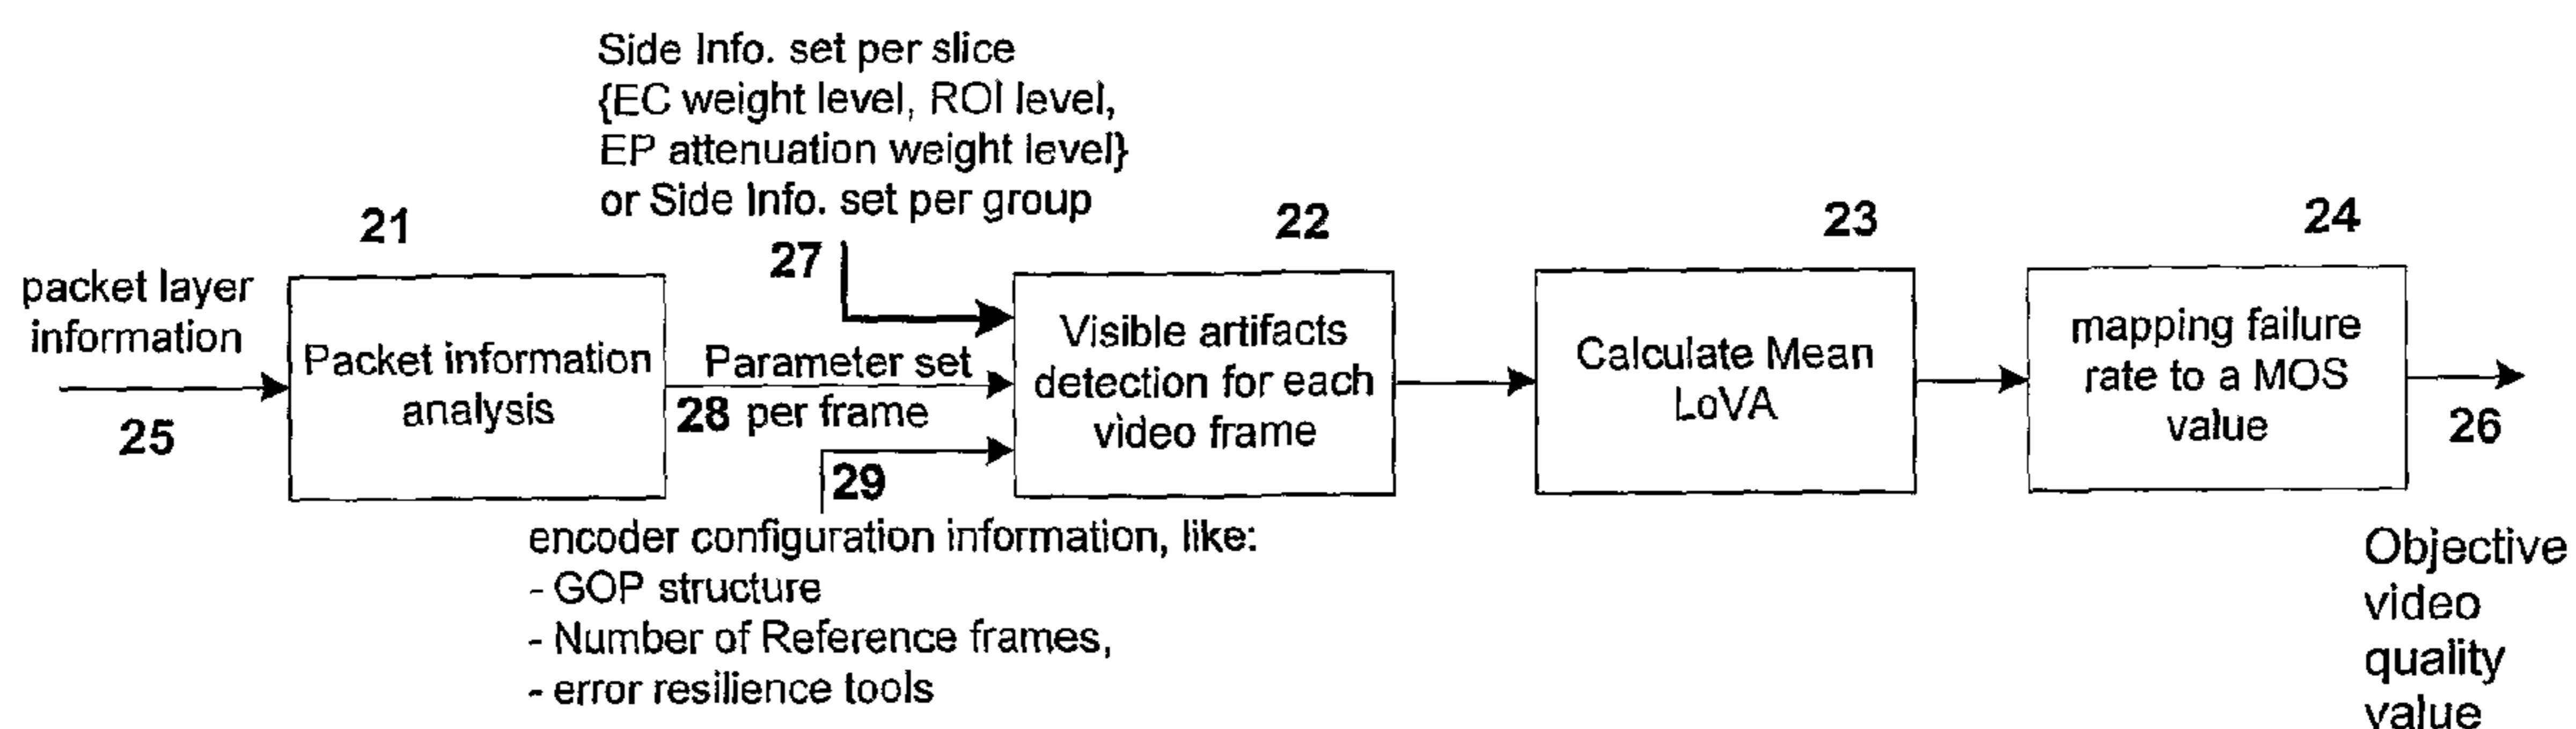 Side Info. set per slice
{EC weight level, ROI level,
EP attenuation weight level}
or Side Info. set per group
21
22
23
24
27
packet layer
information
25
Packet information
analysis
Parameter set
28 per frame
29
Visible artifacts
detection for each
video frame
Calculate Mean
LoVA
mapping failure
rate to a MOS
value
26
encoder configuration information, like:
- GOP structure
- Number of Reference frames,
- error resilience tools
Objective
video
quality
value